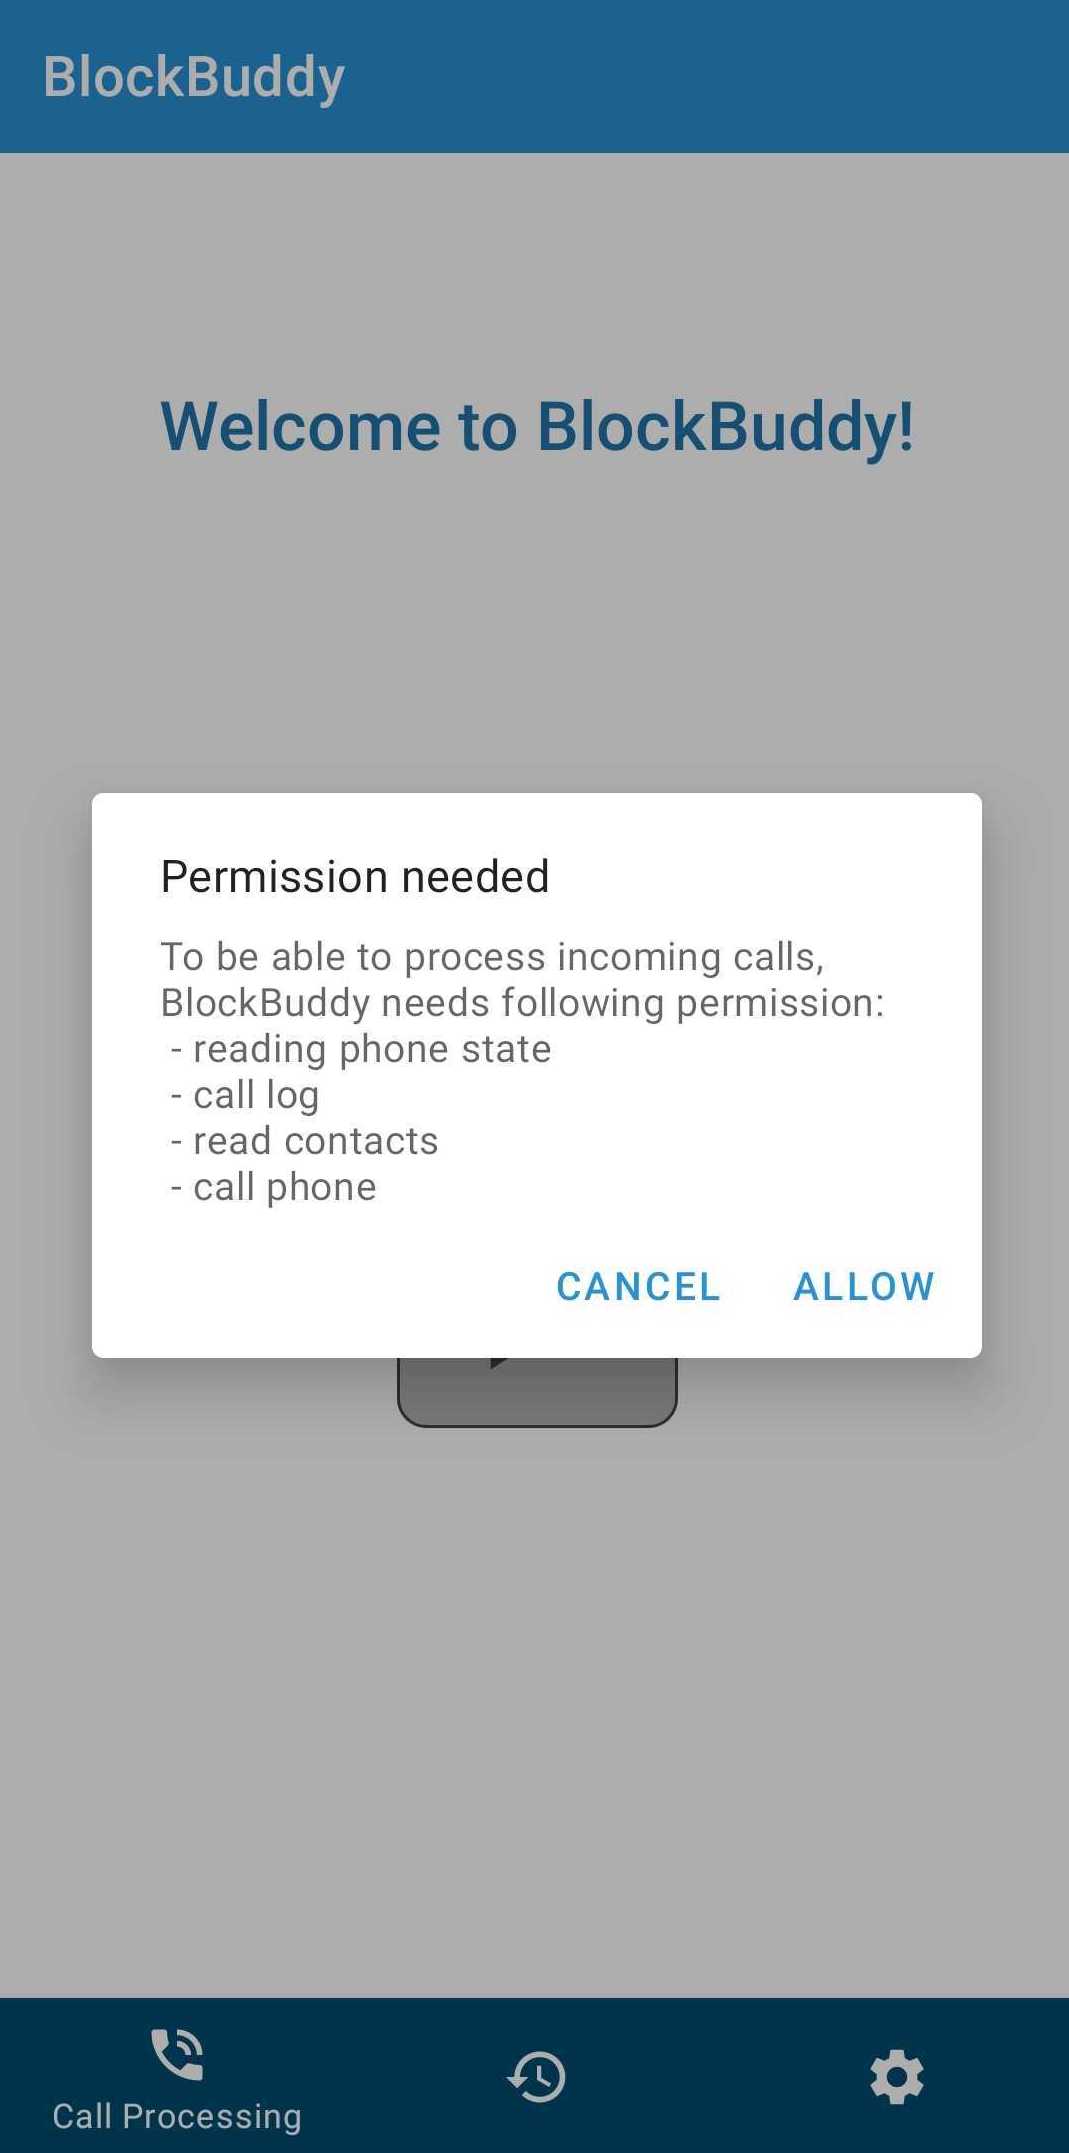 BlockBuddy
Welcome to BlockBuddy!
Permission needed
To be able to process incoming calls,
BlockBuddy needs following permission:
- reading phone state
- call log
- read contacts
- call phone
CANCEL ALLOW
Call Processing